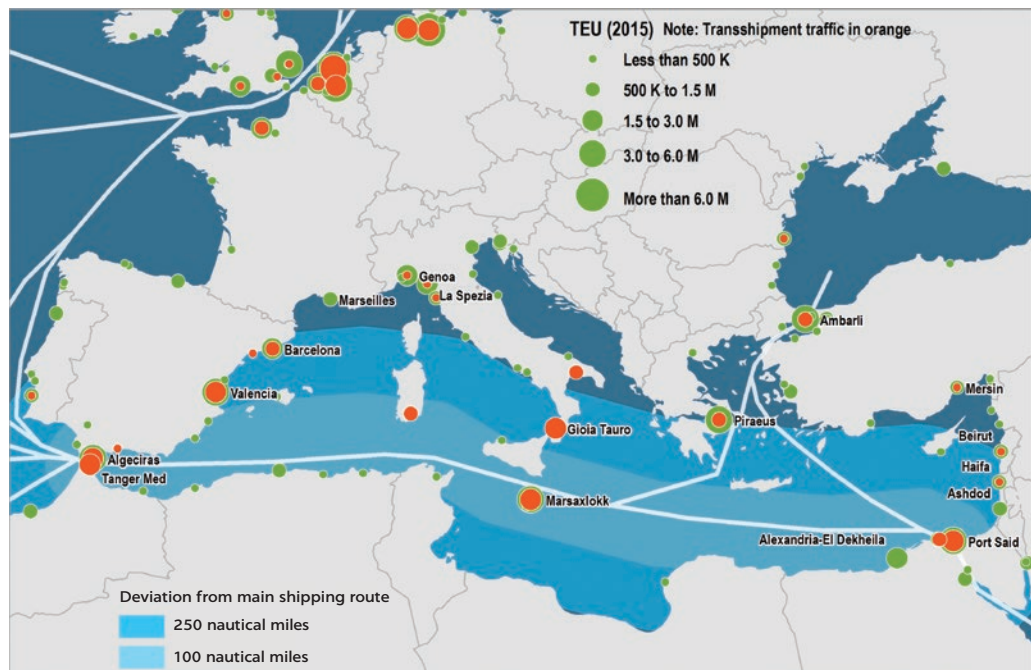 TEU (2015) Note: Transshipment traffic in orange
Less than 500 K
500 K to 1.5 M
1.5 to 3.0 M
3.0 to 6.0 M
More than 6.0 M
Genoa
La Spezia
Marseilles
Ambarli
Barcelona
Valencia
Mersin
Piraeus
Gioia Tauro
Beirut
Algeciras
Haifa
Tanger Med
Ashdod
Marsaxlokk
Alexandria-El Dekheila
Port Said
Deviation from main shipping route
250 nautical miles
100 nautical miles